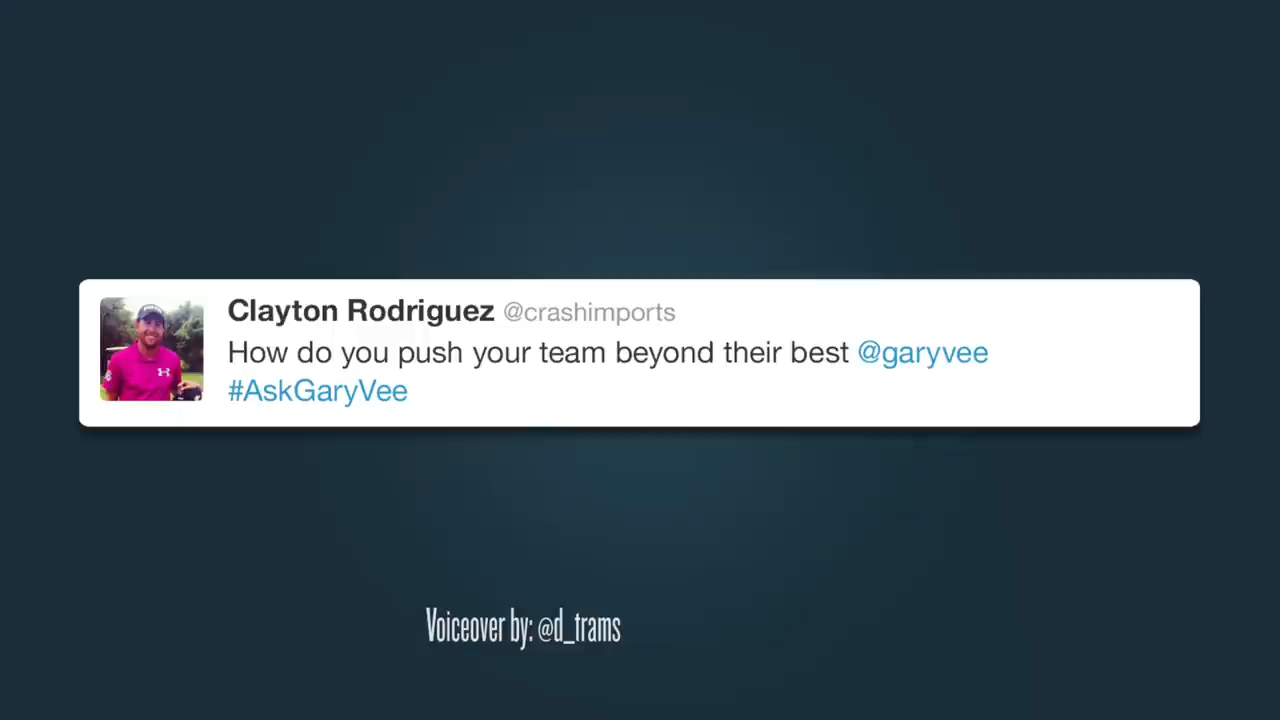 Clayton Rodriguez @crashimports
How do you push your team beyond their best @garyvee
#AskGaryVee
Voiceover by: @d_trams